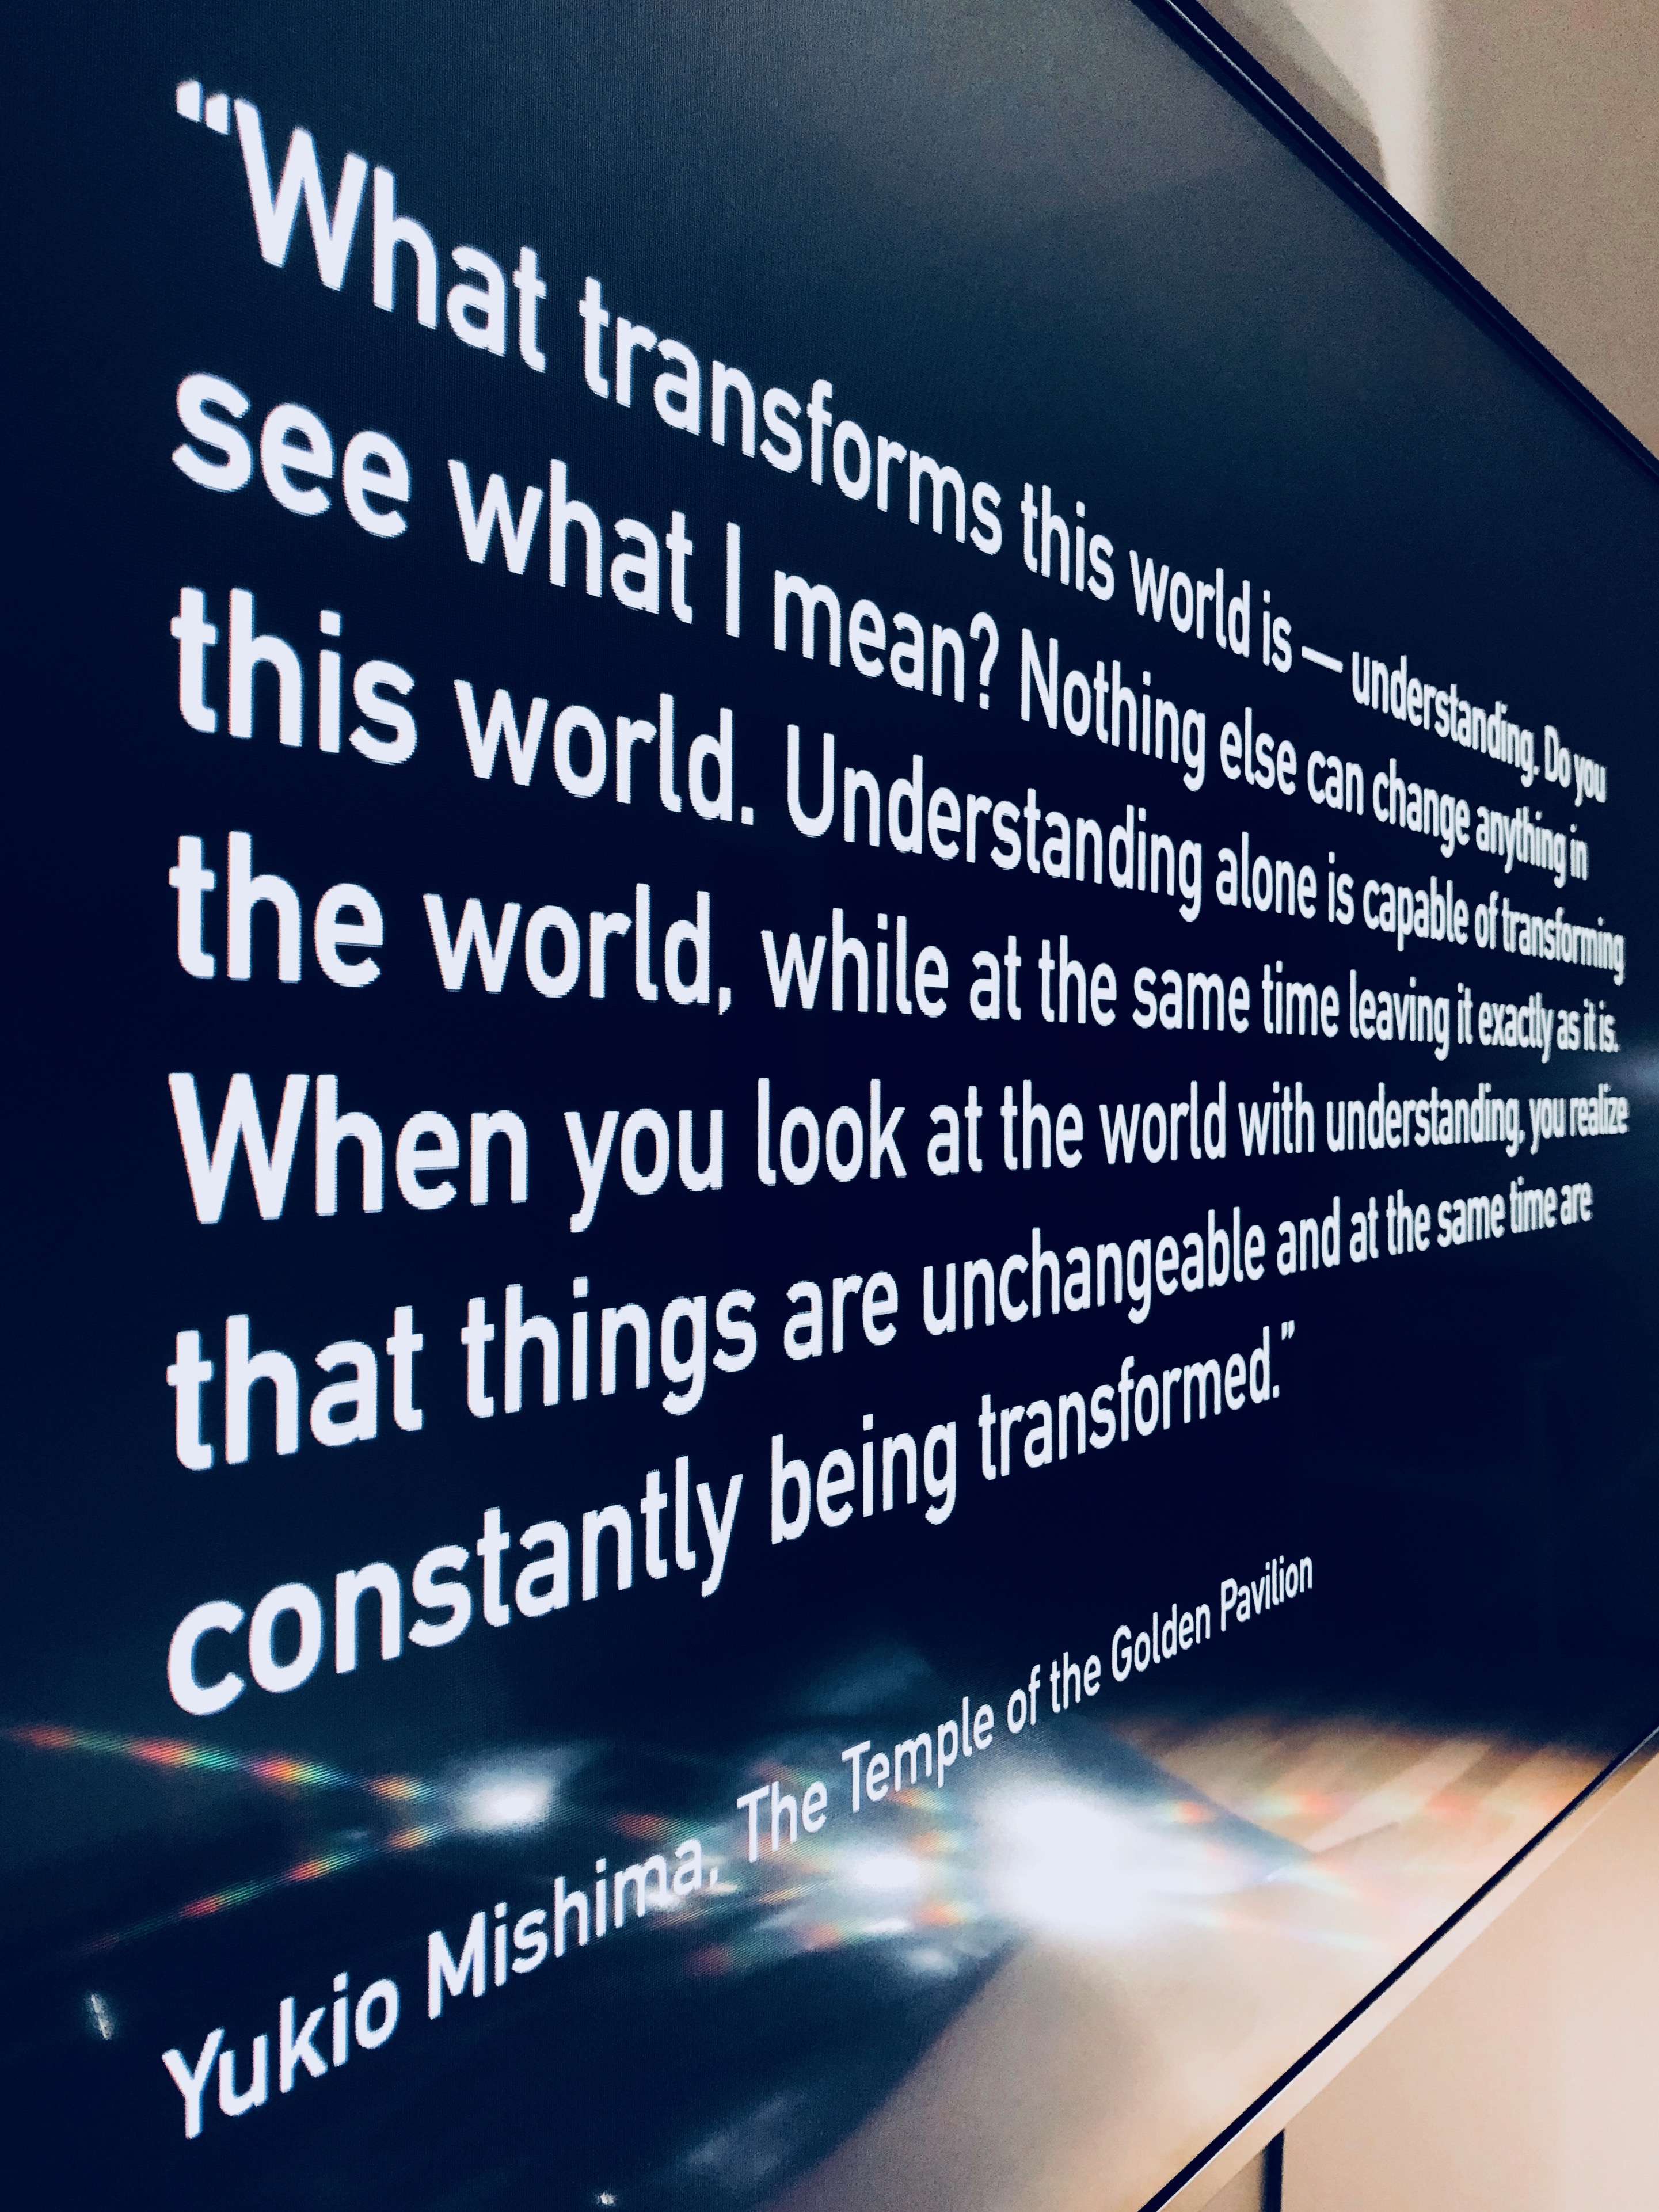 “What transforms this world is — understanding. Do you
see what I mean? Nothing else can change anything in
this world. Understanding alone is capable of transforming
the world, while at the same time leaving it exactly as it is.
When you look at the world with understanding, you realize
that things are unchangeable and at the same time are
constantly being transformed.”
Yukio Mishima, The Temple of the Golden Pavilion